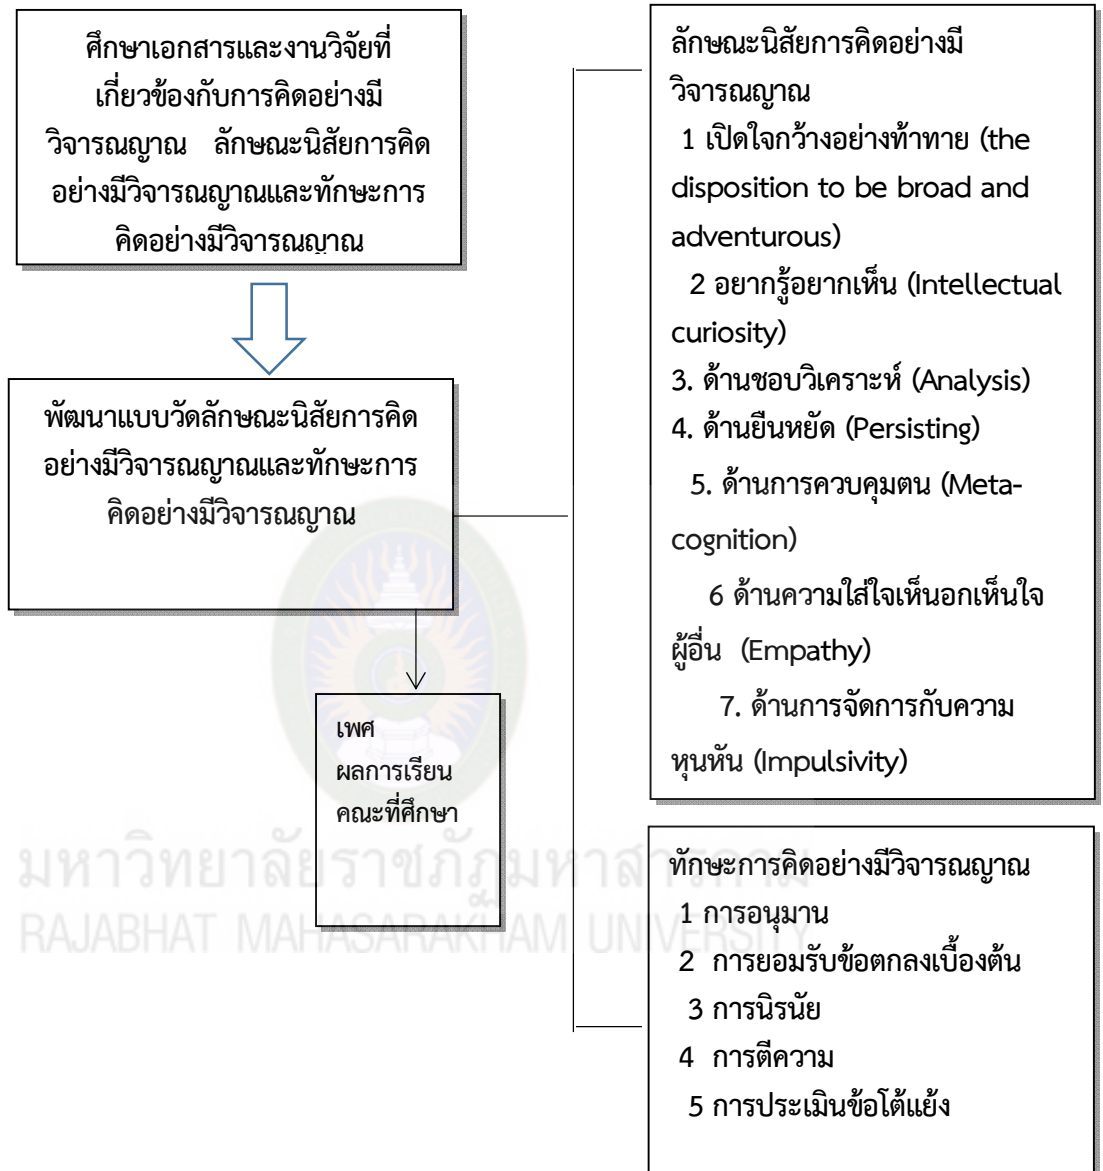 ศึกษาเอกสารและงานวิจัยที่
เกี่ยวข้องกับการคิดอย่างมี
วิจารณญาณ ลักษณะนิสัยการคิด
อย่างมีวิจารณญาณและทักษะการ
คิดอย่างมีวิจารณญาณ
พัฒนาแบบวัดลักษณะนิสัยการคิด
อย่างมีวิจารณญาณและทักษะการ
คิดอย่างมีวิจารณญาณ
เพศ
ผลการเรียน
คณะที่ศึกษา
ลักษณะนิสัยการคิดอย่างมี
วิจารณญาณ
1 เปิดใจกว้างอย่างท้าทาย (the
disposition to be broad and
adventurous)
2 อยากรู้อยากเห็น (Intellectual
curiosity)
3. ด้านชอบวิเคราะห์ (Analysis)
4. ด้านยืนหยัด (Persisting)
5. ด้านการควบคุมตน (Meta-
cognition)
6 ด้านความใส่ใจเห็นอกเห็นใจ
ผู้อื่น (Empathy)
7. ด้านการจัดการกับความ
หุนหัน (Impulsivity)
ทักษะการคิดอย่างมีวิจารณญาณ
1 การอนุมาน
2 การยอมรับข้อตกลงเบื้องต้น
3 การนิรนัย
4 การตีความ
5 การประเมินข้อโต้แย้ง
มหาวิทยาลัยราชภัฏมหาสารคาม
RAJABHAT MAHASARAKHAM UNIVERSITY